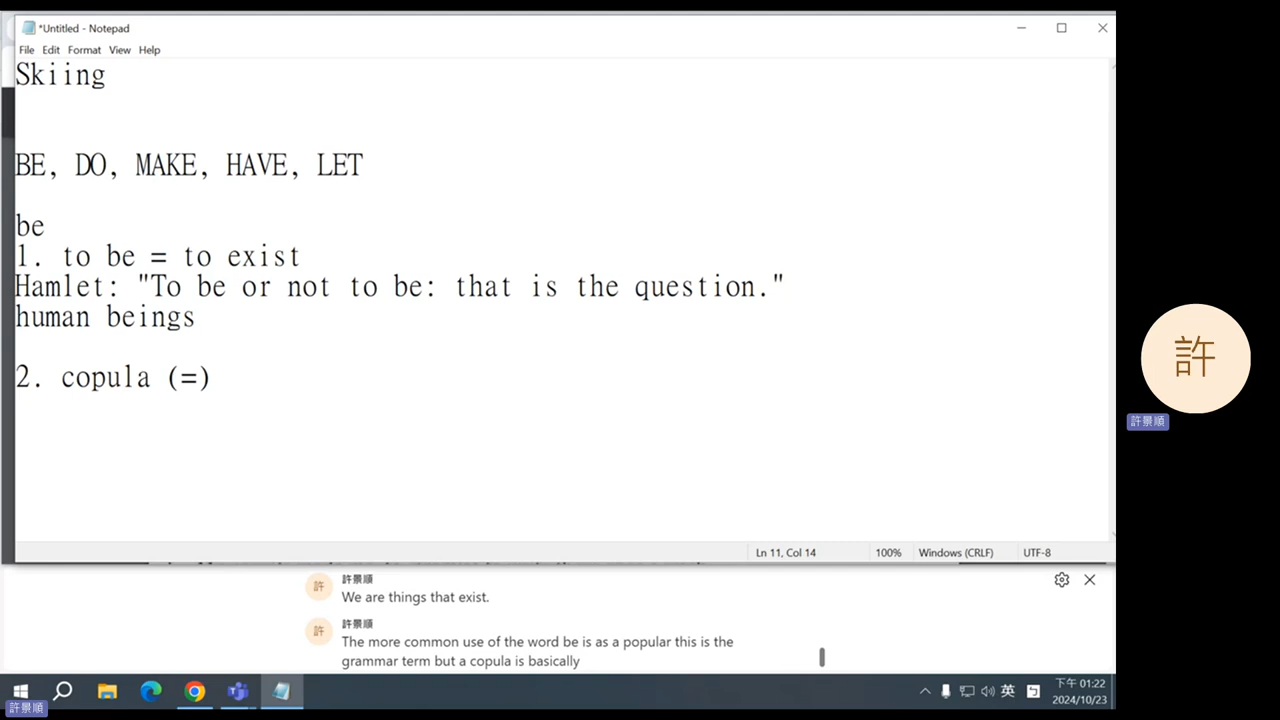 *Untitled - Notepad
File Edit Format View Help
Skiing
BE, DO, MAKE, HAVE, LET
be
1. to be = to exist
Hamlet: "To be or not to be: that is the question."
human beings
2. copula (=)
Ln 11, Col 14 100% Windows (CRLF) UTF-8
許
許景順
許 許景順
We are things that exist.
許 許景順
The more common use of the word be is as a popular this is the
grammar term but a copula is basically
英 ㄅ 下午 01:22
2024/10/23
許景順